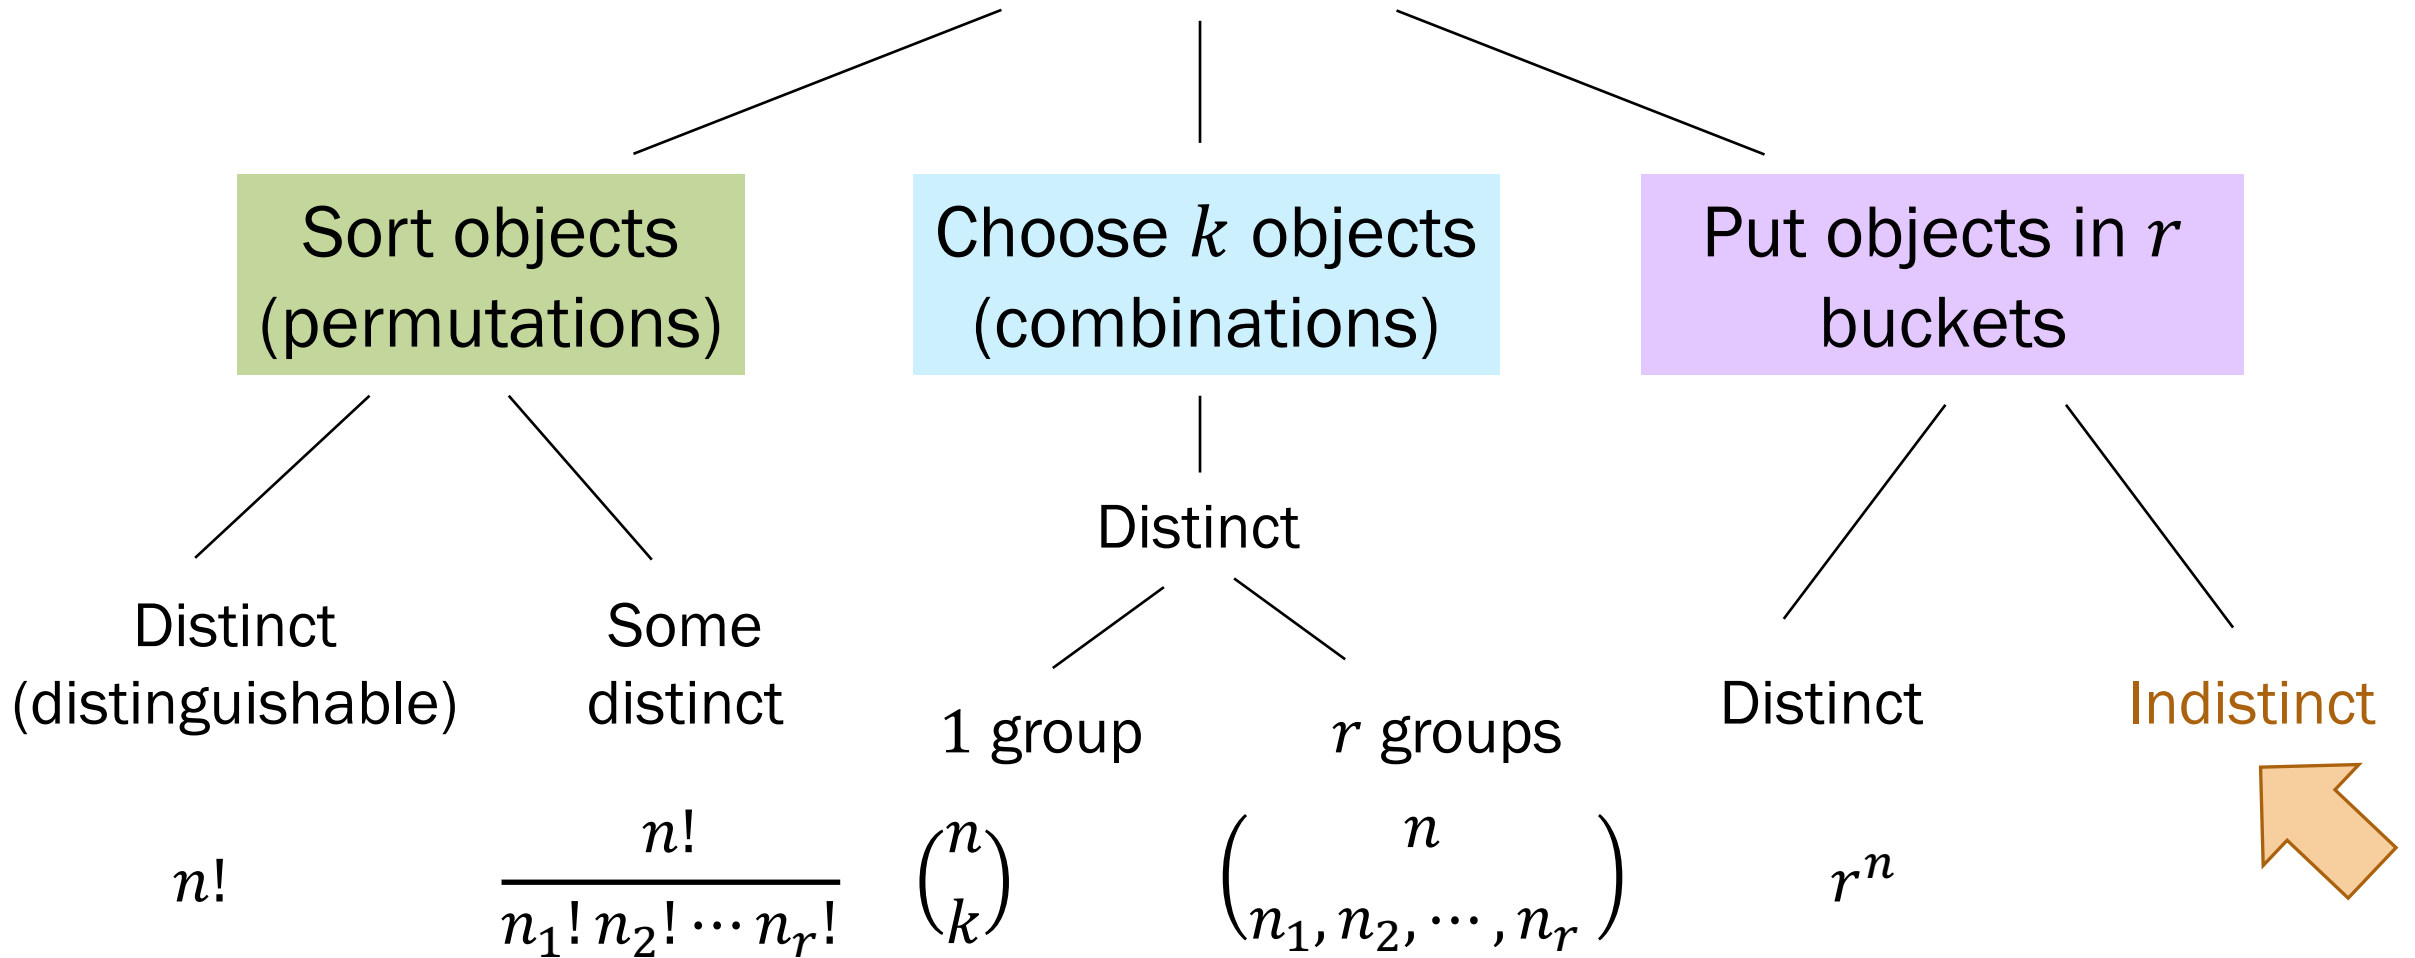 Sort objects
(permutations)
Choose k objects
(combinations)
Put objects in r
buckets
Distinct
(distinguishable)
Some
distinct
Distinct
1 group
r groups
Distinct
Indistinct
n!
n!
n₁! n₂! ⋯ nᵣ!
(n
k)
(n
n₁, n₂, ⋯ , nᵣ)
rⁿ